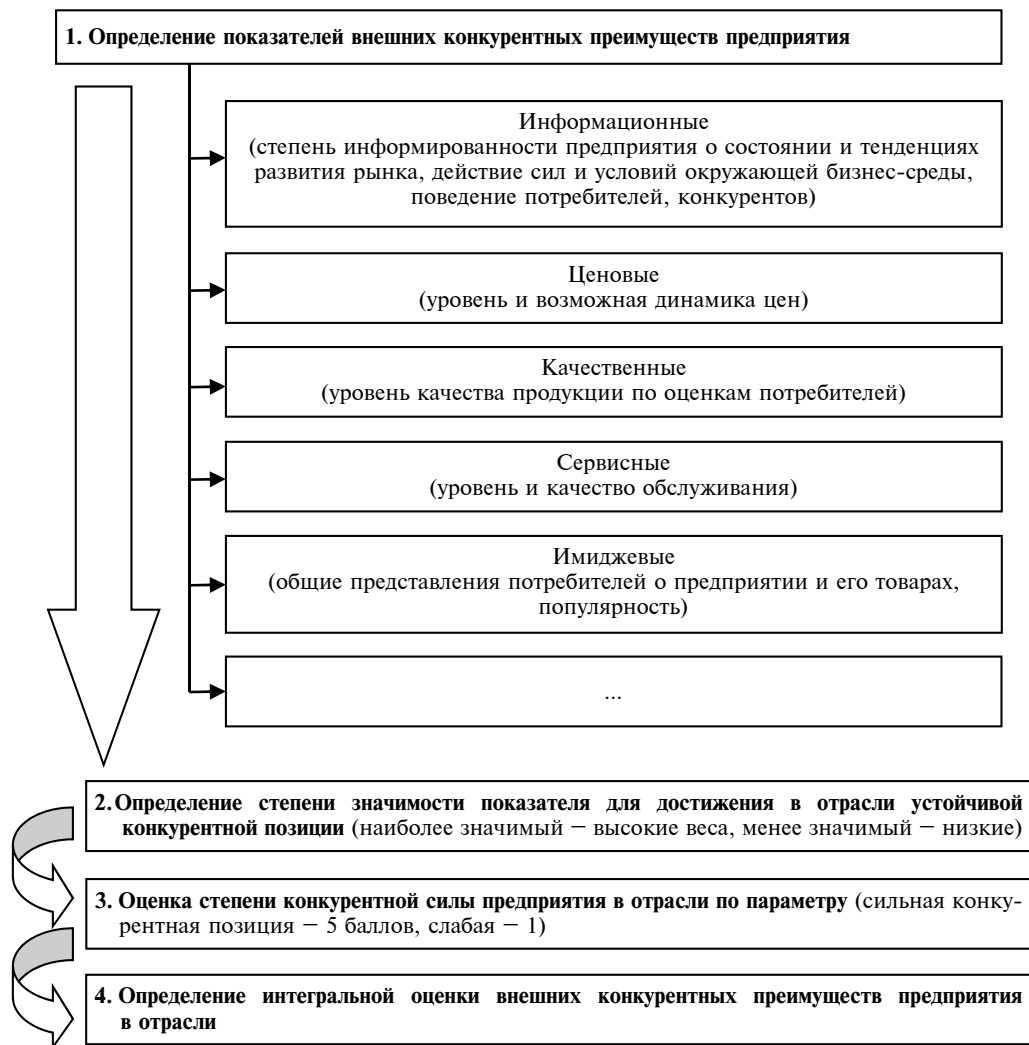 1. Определение показателей внешних конкурентных преимуществ предприятия
Информационные
(степень информированности предприятия о состоянии и тенденциях
развития рынка, действие сил и условий окружающей бизнес-среды,
поведение потребителей, конкурентов)
Ценовые
(уровень и возможная динамика цен)
Качественные
(уровень качества продукции по оценкам потребителей)
Сервисные
(уровень и качество обслуживания)
Имиджевые
(общие представления потребителей о предприятии и его товарах,
популярность)
...
2. Определение степени значимости показателя для достижения в отрасли устойчивой
конкурентной позиции (наиболее значимый − высокие веса, менее значимый − низкие)
3. Оценка степени конкурентной силы предприятия в отрасли по параметру (сильная конку-
рентная позиция − 5 баллов, слабая − 1)
4. Определение интегральной оценки внешних конкурентных преимуществ предприятия
в отрасли